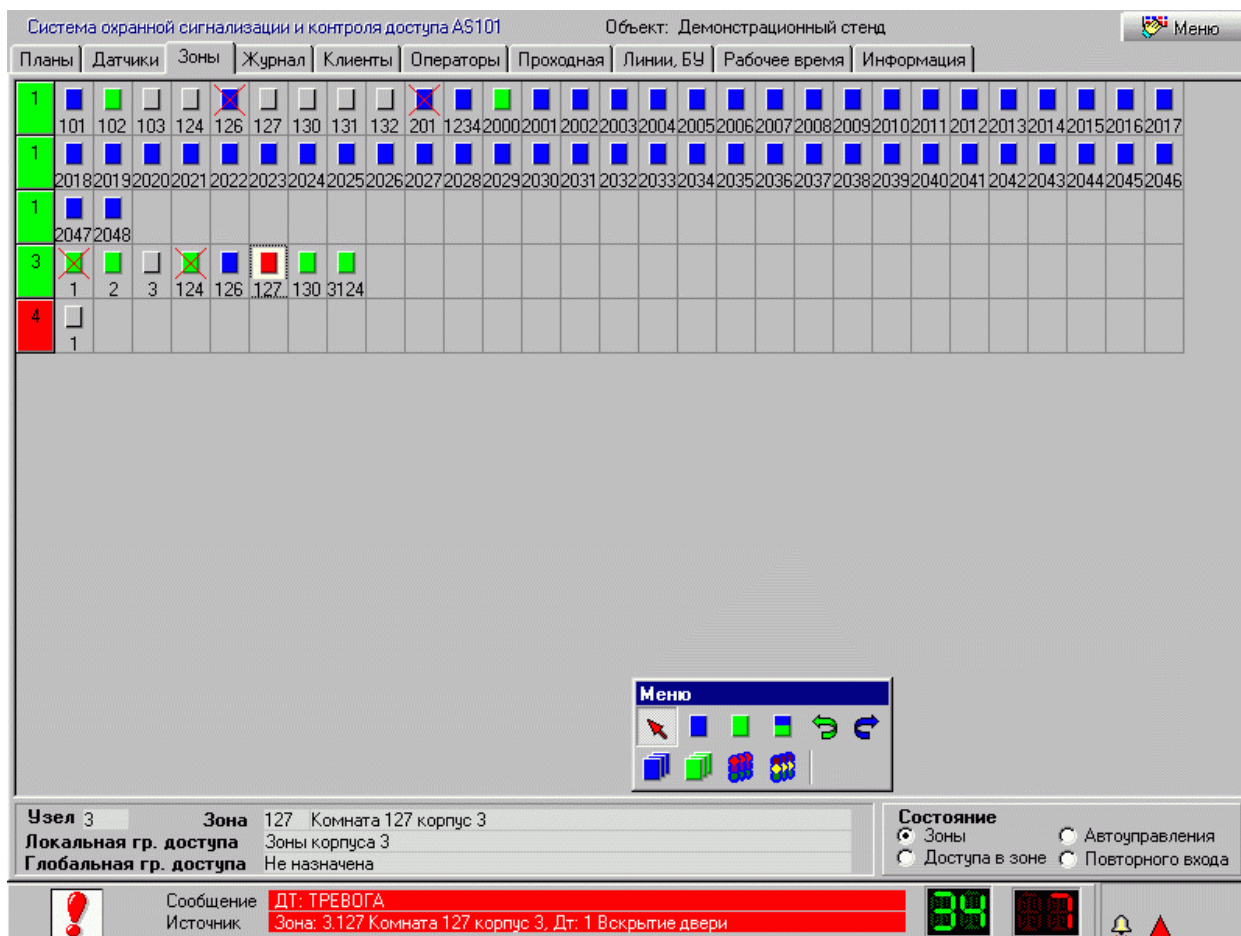 Система охранной сигнализации и контроля доступа AS101 Объект: Демонстрационный стенд Меню
Планы Датчики Зоны Журнал Клиенты Операторы Проходная Линии, БУ Рабочее время Информация
1
101 102 103 124 126 127 130 131 132 201 1234 2000 2001 2002 2003 2004 2005 2006 2007 2008 2009 2010 2011 2012 2013 2014 2015 2016 2017
1
2018 2019 2020 2021 2022 2023 2024 2025 2026 2027 2028 2029 2030 2031 2032 2033 2034 2035 2036 2037 2038 2039 2040 2041 2042 2043 2044 2045 2046
1
2047 2048
3
1 2 3 124 126 127 130 3124
4
1
Меню
Узел 3 Зона 127 Комната 127 корпус 3
Локальная гр. доступа Зоны корпуса 3
Глобальная гр. доступа Не назначена
Состояние
Зоны Автоуправления
Доступа в зоне Повторного входа
Сообщение ДТ: ТРЕВОГА
Источник Зона: 3.127 Комната 127 корпус 3, Дт: 1 Вскрытие двери
34 7